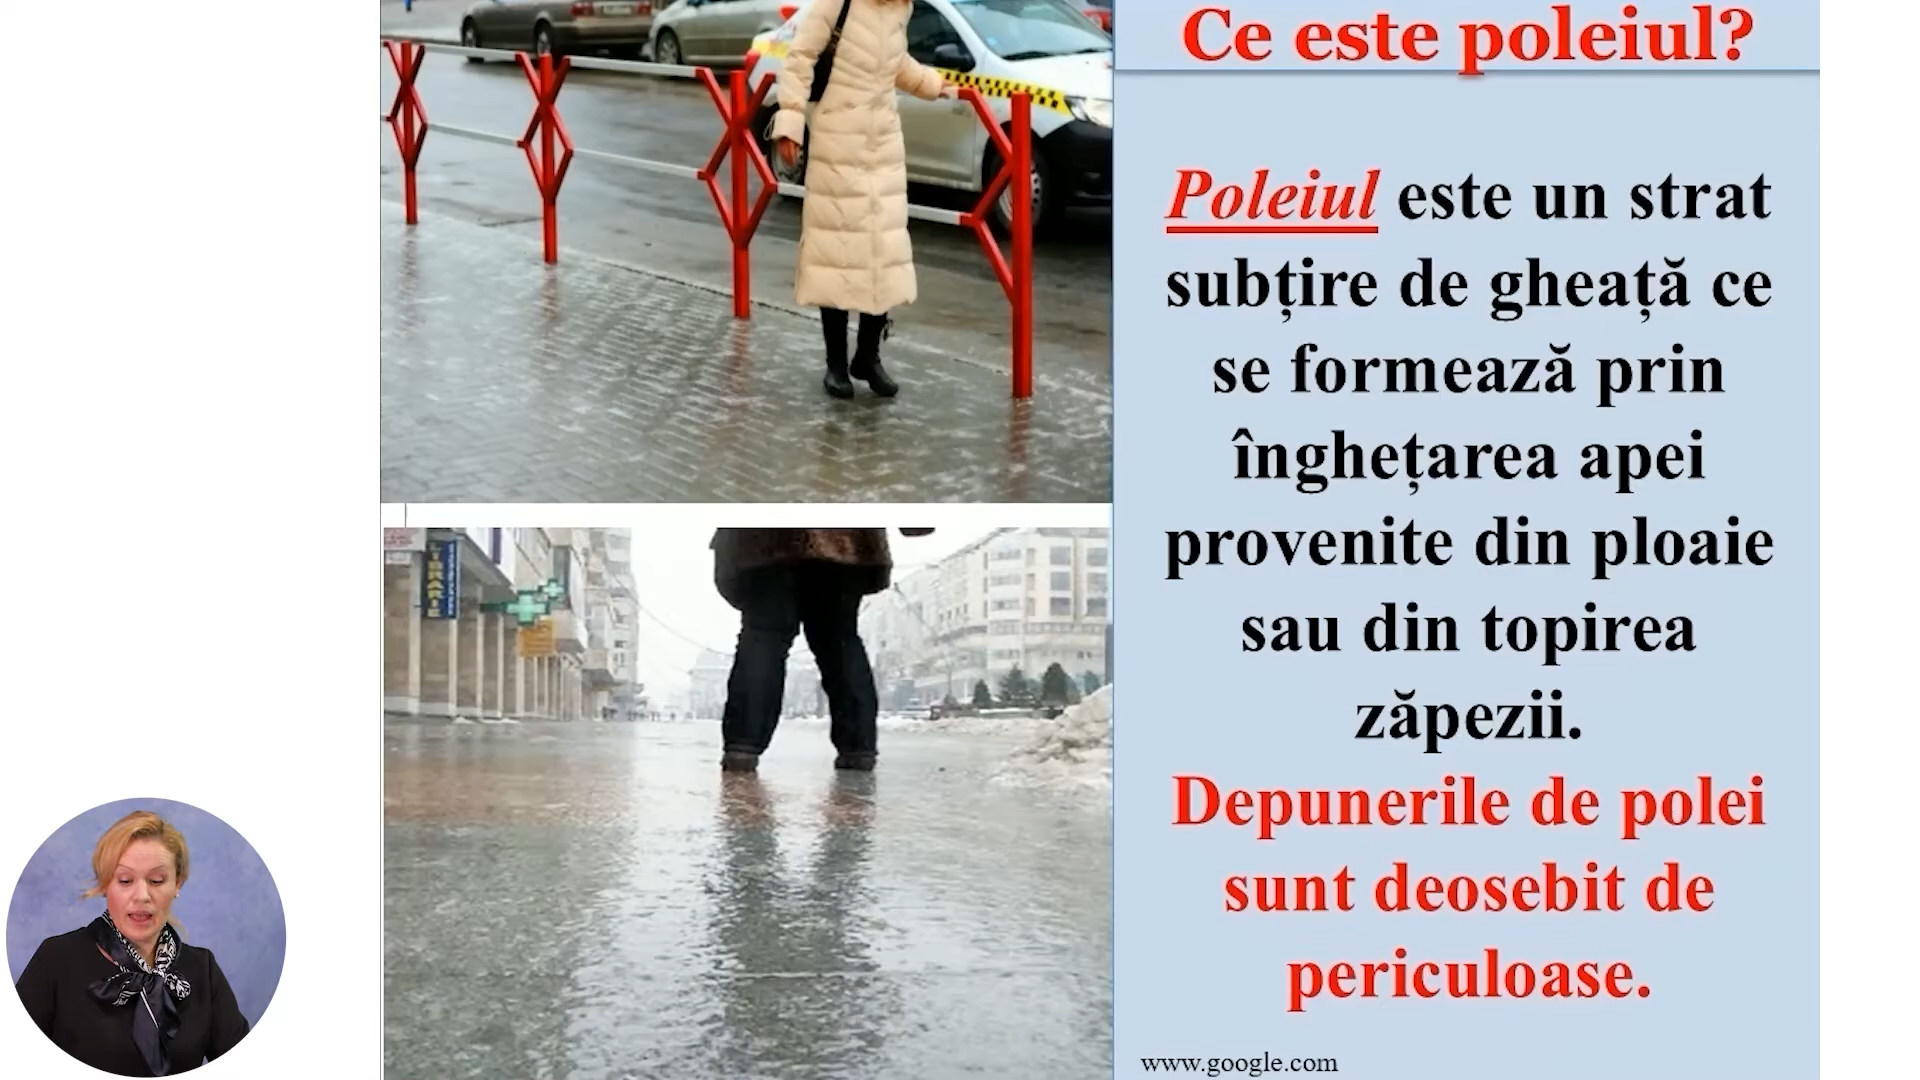 Ce este poleiul?
Poleiul este un strat
subțire de gheață ce
se formează prin
înghețarea apei
provenite din ploaie
sau din topirea
zăpezii.
Depunerile de polei
sunt deosebit de
periculoase.
www.google.com
LIBRARIE